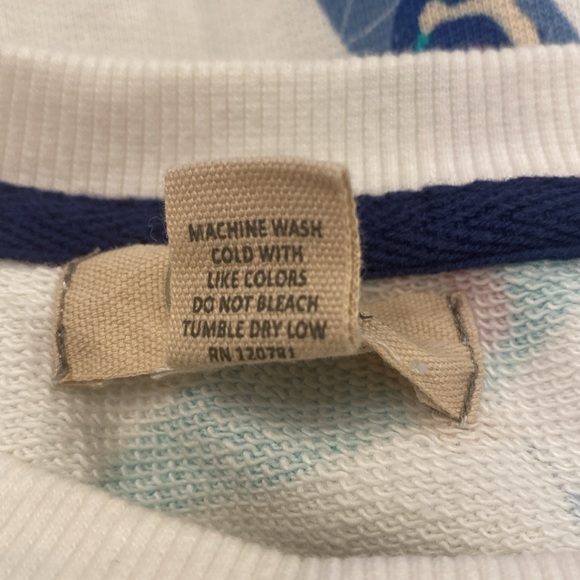 MACHINE WASH
COLD WITH
LIKE COLORS
DO NOT BLEACH
TUMBLE DRY LOW
RN 120781